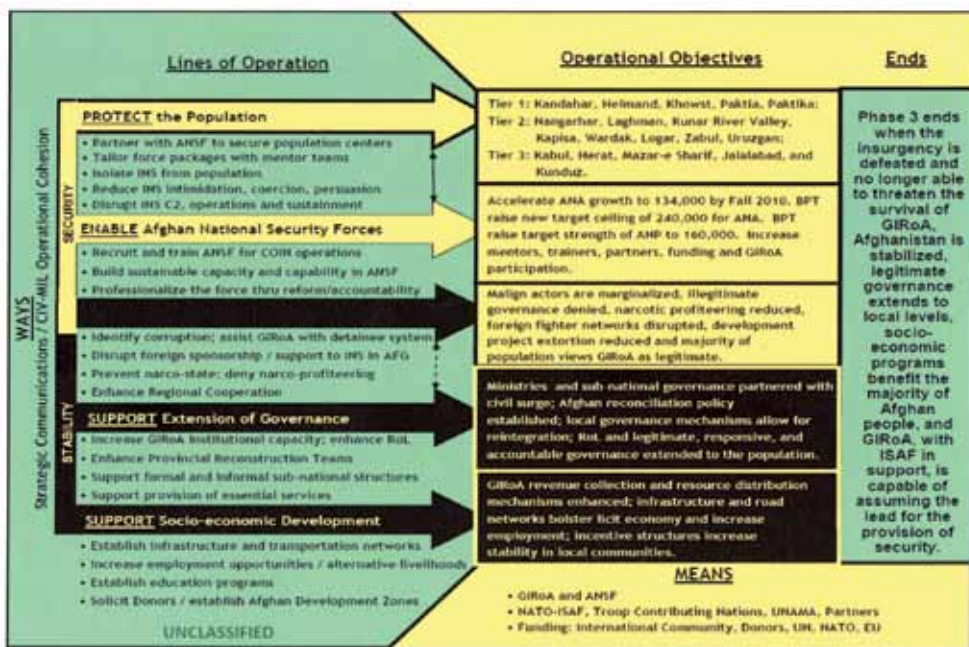 Lines of Operation
PROTECT the Population
• Partner with ANSF to secure population centers
• Tailor force packages with mentor teams
• Isolate INS from population
• Reduce INS intimidation, coercion, persuasion
• Disrupt INS C2, operations and sustainment
ENABLE Afghan National Security Forces
• Recruit and train ANSF for COIN operations
• Build sustainable capacity and capability in ANSF
• Professionalize the force thru reform/accountability
• Identify corruption; assist GIRoA with detainee system
• Disrupt foreign sponsorship / support to INS in AFG
• Prevent narco-state; deny narco-profiteering
• Enhance Regional Cooperation
SUPPORT Extension of Governance
• Increase GIRoA institutional capacity; enhance RoL
• Enhance Provincial Reconstruction Teams
• Support formal and informal sub-national structures
• Support provision of essential services
SUPPORT Socio-economic Development
• Establish infrastructure and transportation networks
• Increase employment opportunities / alternative livelihoods
• Establish education programs
• Solicit Donors / establish Afghan Development Zones
UNCLASSIFIED
WAYS
Strategic Communications / CIV-MIL Operational Cohesion
SECURITY
STABILITY
Operational Objectives
Tier 1: Kandahar, Helmand, Khowst, Paktia, Paktika;
Tier 2: Nangarhar, Laghman, Kunar River Valley,
Kapisa, Wardak, Logar, Zabul, Uruzgan;
Tier 3: Kabul, Herat, Mazar-e Sharif, Jalalabad, and
Kunduz.
Accelerate ANA growth to 134,000 by Fall 2010. BPT
raise new target ceiling of 240,000 for ANA. BPT
raise target strength of ANP to 160,000. Increase
mentors, trainers, partners, funding and GIRoA
participation.
Malign actors are marginalized, illegitimate
governance denied, narcotic profiteering reduced,
foreign fighter networks disrupted, development
project extortion reduced and majority of
population views GIRoA as legitimate.
Ministries and sub-national governance partnered with
civil surge; Afghan reconciliation policy
established; local governance mechanisms allow for
reintegration; RoL and legitimate, responsive, and
accountable governance extended to the population.
GIRoA revenue collection and resource distribution
mechanisms enhanced; infrastructure and road
networks bolster licit economy and increase
employment; incentive structures increase
stability in local communities.
MEANS
• GIRoA and ANSF
• NATO-ISAF, Troop Contributing Nations, UNAMA, Partners
• Funding: International Community, Donors, UN, NATO, EU
Ends
Phase 3 ends
when the
insurgency is
defeated and
no longer able
to threaten the
survival of
GIRoA,
Afghanistan is
stabilized,
legitimate
governance
extends to
local levels,
socio-
economic
programs
benefit the
majority of
Afghan
people, and
GIRoA, with
ISAF in
support, is
capable of
assuming the
lead for the
provision of
security.